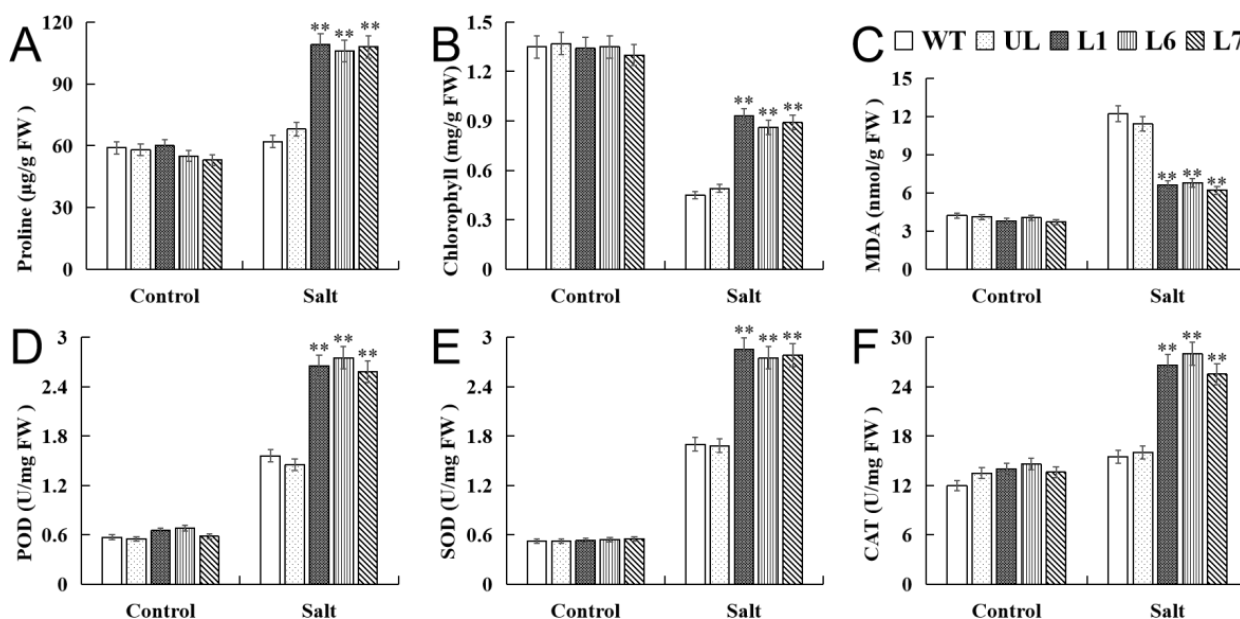 A
Proline (µg/g FW)
120
90
60
30
0
** ** **
Control Salt
B
Chlorophyll (mg/g FW)
1.5
1.2
0.9
0.6
0.3
0
** ** **
Control Salt
C
WT UL L1 L6 L7
MDA (nmol/g FW)
15
12
9
6
3
0
** ** **
Control Salt
D
POD (U/mg FW )
3
2.4
1.8
1.2
0.6
0
** ** **
Control Salt
E
SOD (U/mg FW )
3
2.4
1.8
1.2
0.6
0
** ** **
Control Salt
F
CAT (U/mg FW )
30
24
18
12
6
0
** ** **
Control Salt